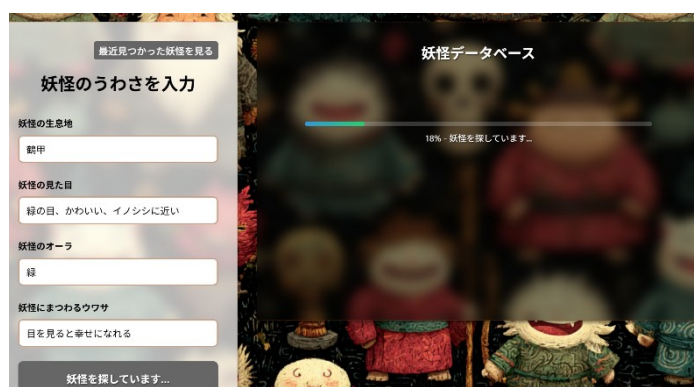 最近見つかった妖怪を見る
妖怪のうわさを入力
妖怪の生息地
鶴甲
妖怪の見た目
緑の目、かわいい、イノシシに近い
妖怪のオーラ
緑
妖怪にまつわるウワサ
目を見ると幸せになれる
妖怪を探しています...
妖怪データベース
18% - 妖怪を探しています...